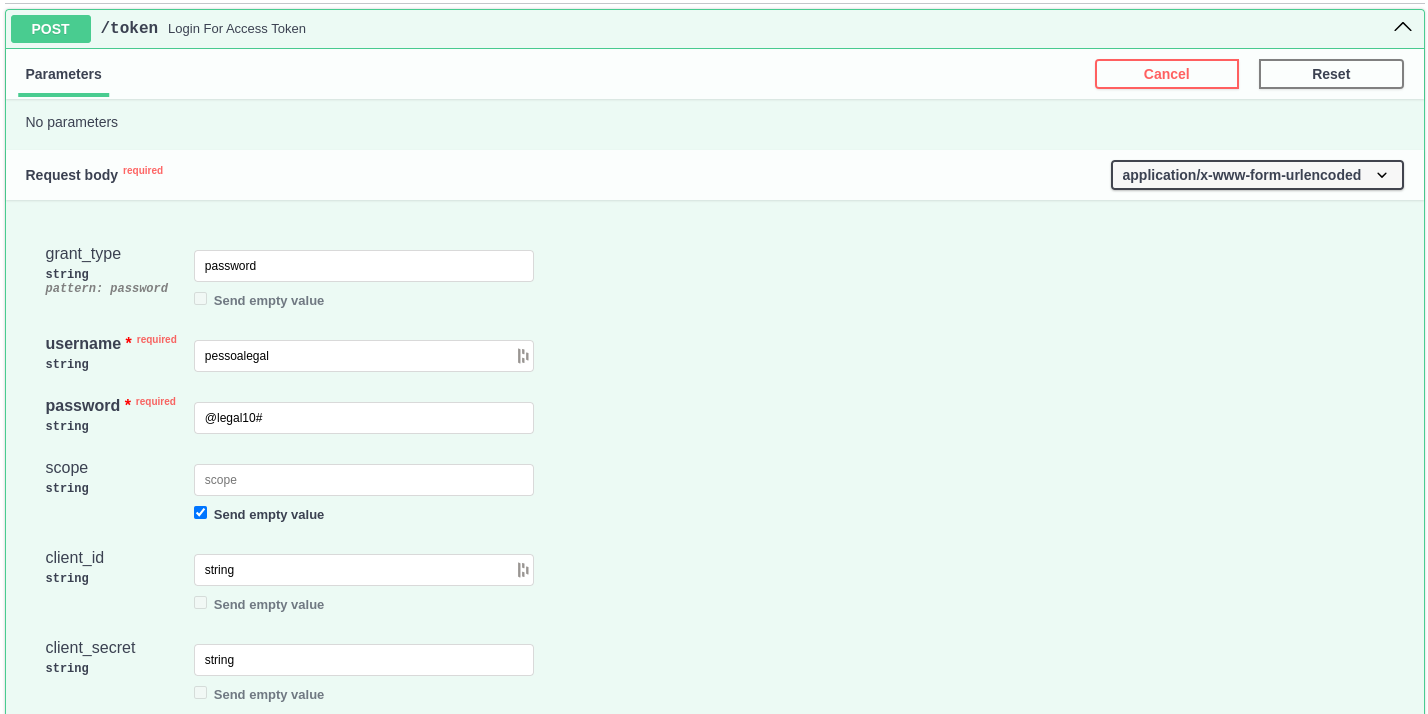 POST /token Login For Access Token
Parameters Cancel Reset
No parameters
Request body required application/x-www-form-urlencoded
grant_type
string
pattern: password
password
Send empty value
username * required
string
pessoalegal
password * required
string
@legal10#
scope
string
scope
Send empty value
client_id
string
string
Send empty value
client_secret
string
string
Send empty value